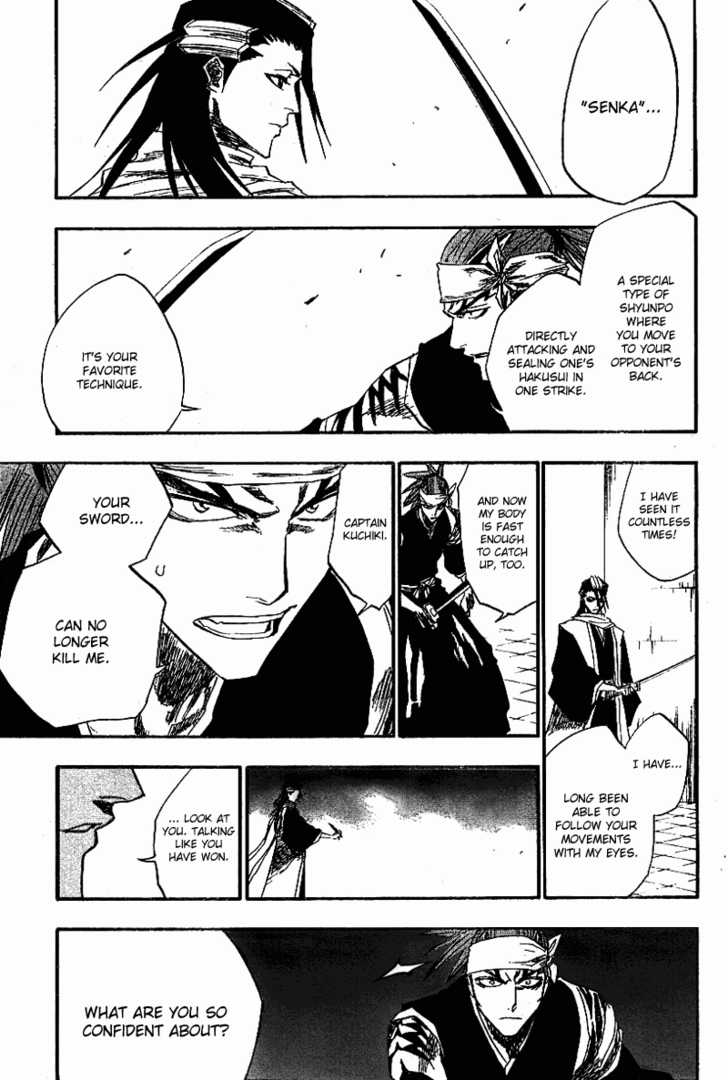 "SENKA"...
A SPECIAL
TYPE OF
SHYUNPO
WHERE
YOU MOVE
TO YOUR
OPPONENT'S
BACK.
DIRECTLY
ATTACKING AND
SEALING ONE'S
HAKUSUI IN
ONE STRIKE.
IT'S YOUR
FAVORITE
TECHNIQUE.
I HAVE
SEEN IT
COUNTLESS
TIMES!
I HAVE...
LONG BEEN
ABLE TO
FOLLOW YOUR
MOVEMENTS
WITH MY EYES.
AND NOW
MY BODY
IS FAST
ENOUGH
TO CATCH
UP, TOO.
CAPTAIN
KUCHIKI.
YOUR
SWORD...
CAN NO
LONGER
KILL ME.
... LOOK AT
YOU. TALKING
LIKE YOU
HAVE WON.
WHAT ARE YOU SO
CONFIDENT ABOUT?